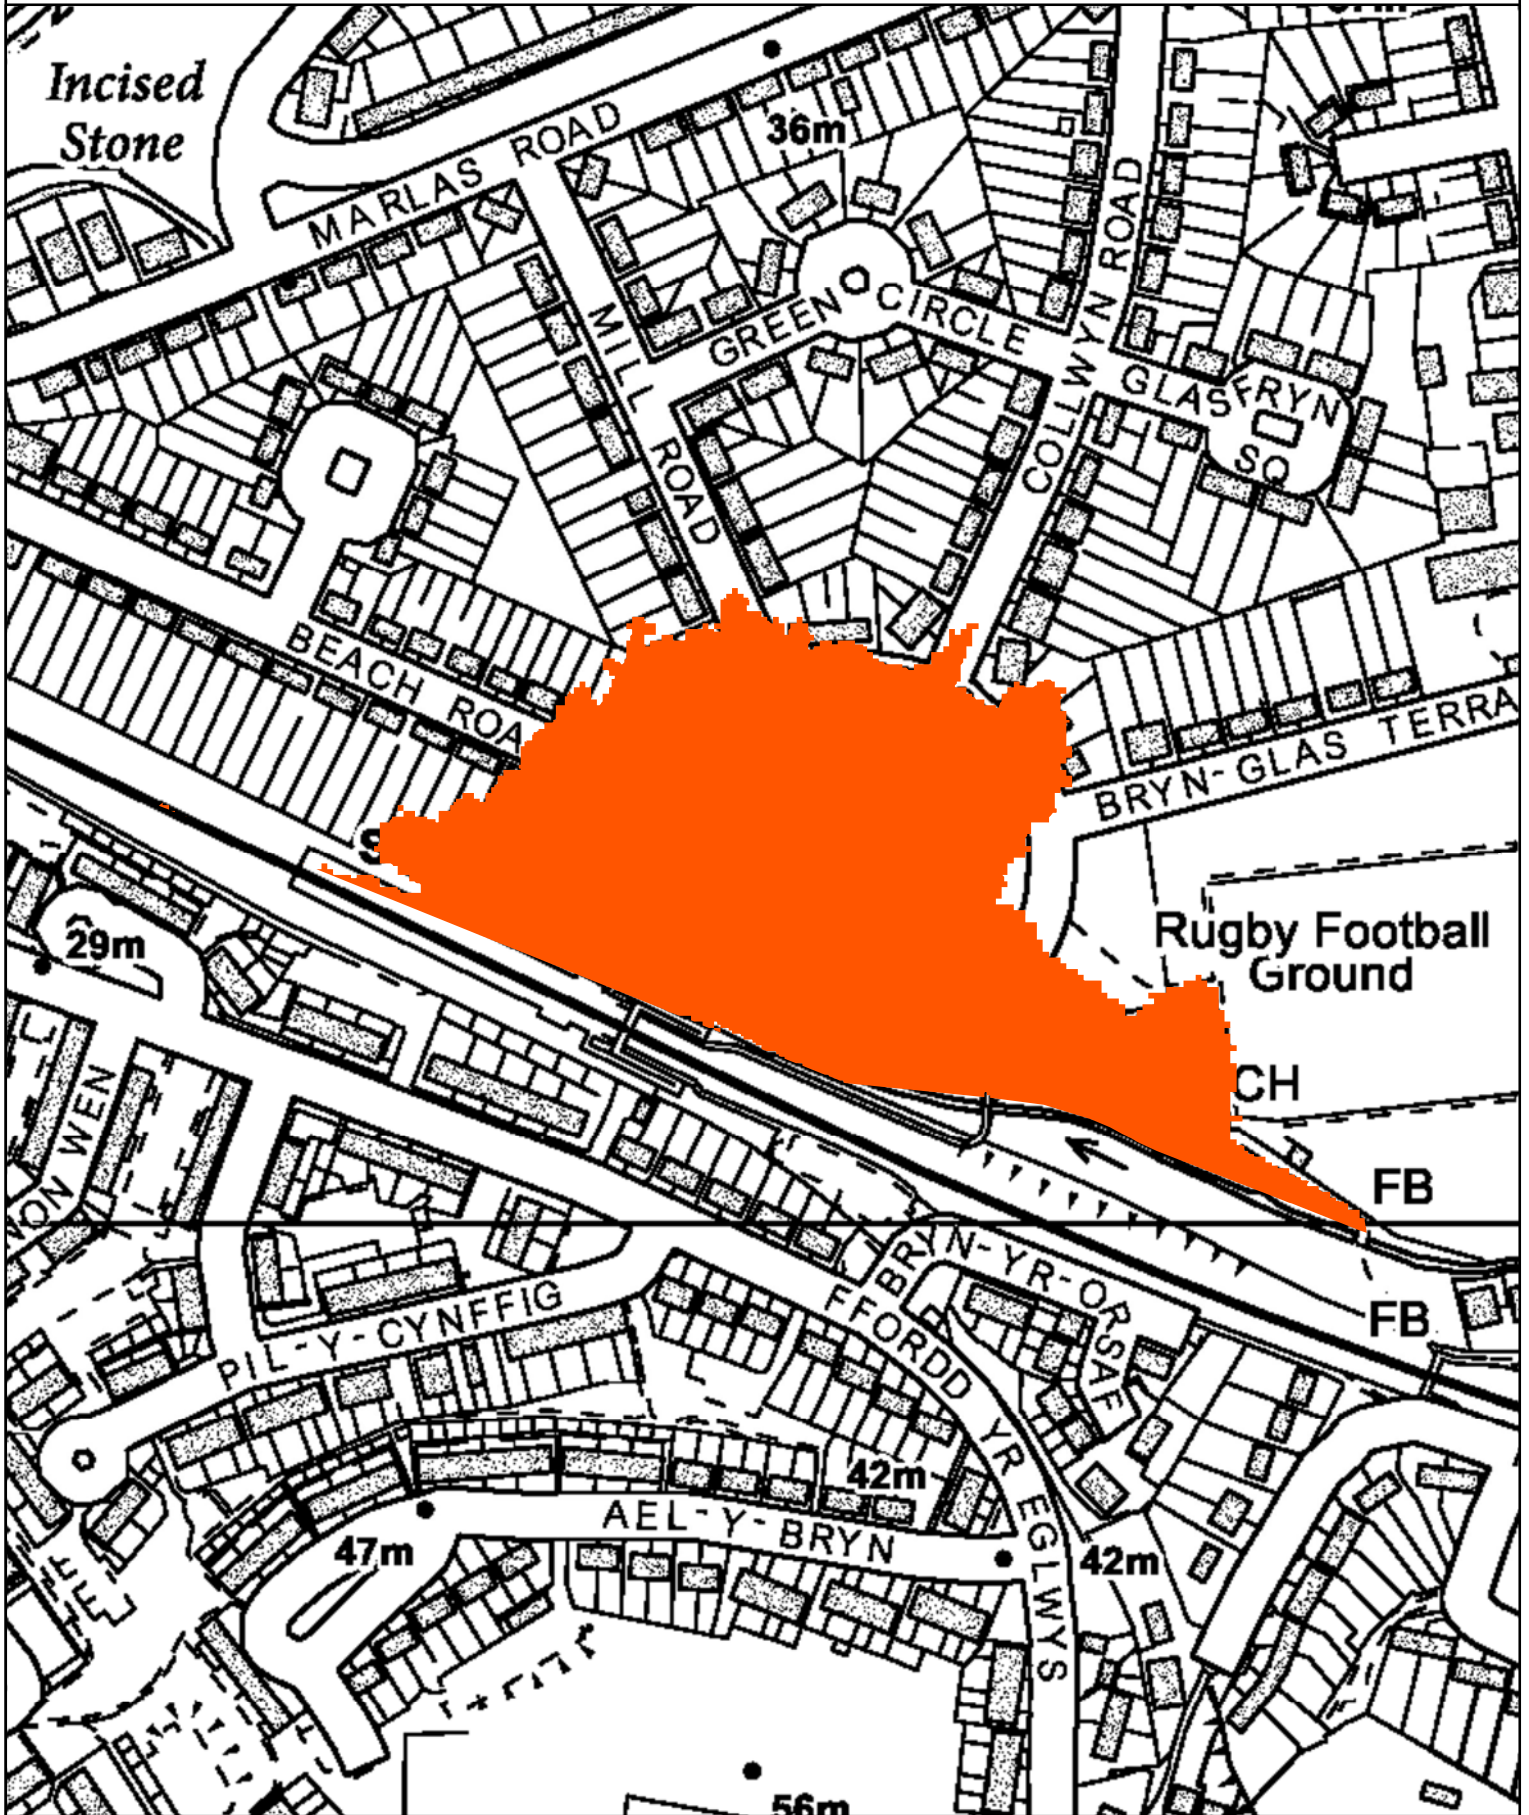 Incised
Stone
MARLAS ROAD
36m
MILL ROAD
GREEN CIRCLE
COLLWYN ROAD
GLASFRYN
SQ
BEACH ROA
BRYN-GLAS TERRA
S
29m
Rugby Football
Ground
CH
FB
WEN
BRYN-YR-ORSAF
FB
PIL-Y-CYNFFIG
FFORDD YR EGLWYS
42m
AEL-Y-BRYN
47m
42m
56m